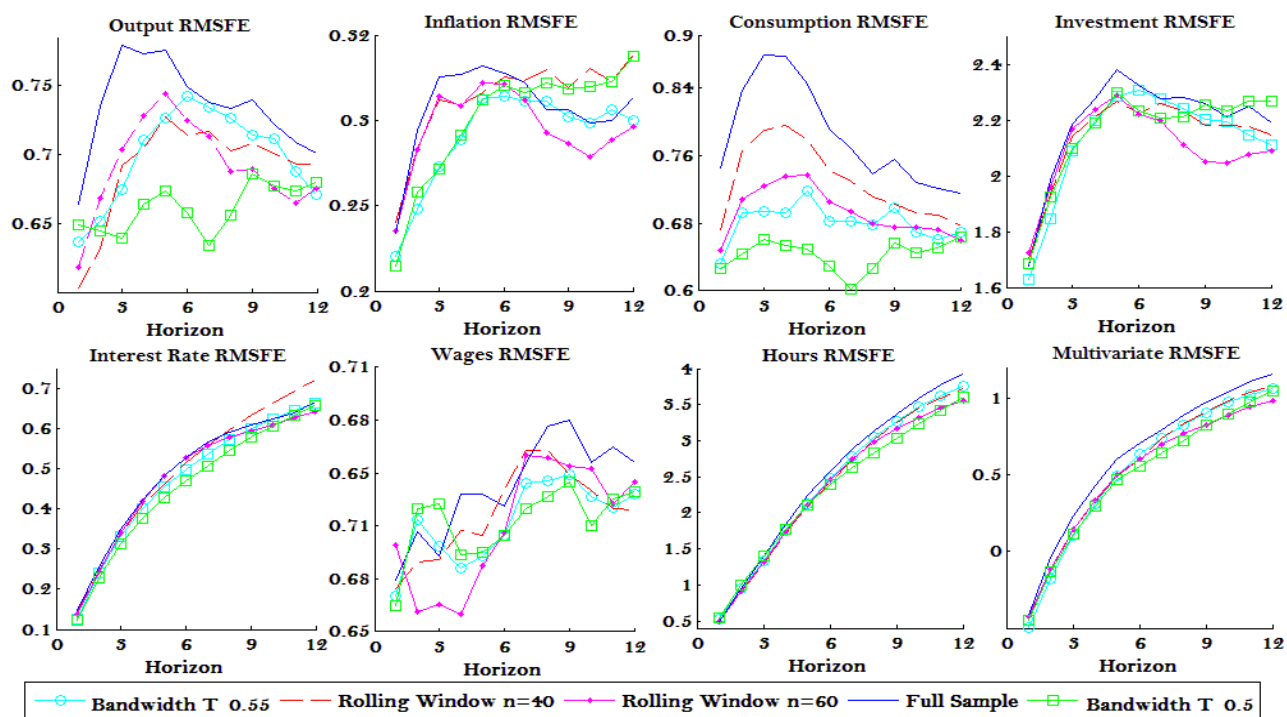 Output RMSFE
0.75
0.7
0.65
0 3 6 9 12
Horizon
Inflation RMSFE
0.32
0.3
0.25
0.2
0 3 6 9 12
Horizon
Consumption RMSFE
0.9
0.84
0.76
0.68
0.6
0 3 6 9 12
Horizon
Investment RMSFE
2.4
2.2
2
1.8
1.6
0 3 6 9 12
Horizon
Interest Rate RMSFE
0.7
0.6
0.5
0.4
0.3
0.2
0.1
0 3 6 9 12
Horizon
Wages RMSFE
0.71
0.68
0.65
0.71
0.68
0.65
0 3 6 9 12
Horizon
Hours RMSFE
4
3.5
3
2.5
2
1.5
1
0.5
0 3 6 9 12
Horizon
Multivariate RMSFE
1
0.5
0
0 3 6 9 12
Horizon
Bandwidth T 0.55 Rolling Window n=40 Rolling Window n=60 Full Sample Bandwidth T 0.5